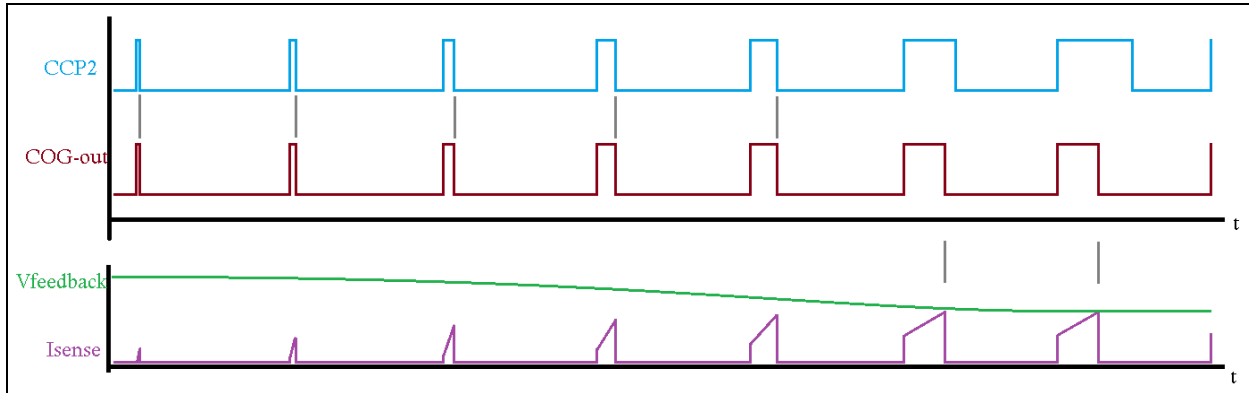 CCP2
COG-out
t
Vfeedback
Isense
t